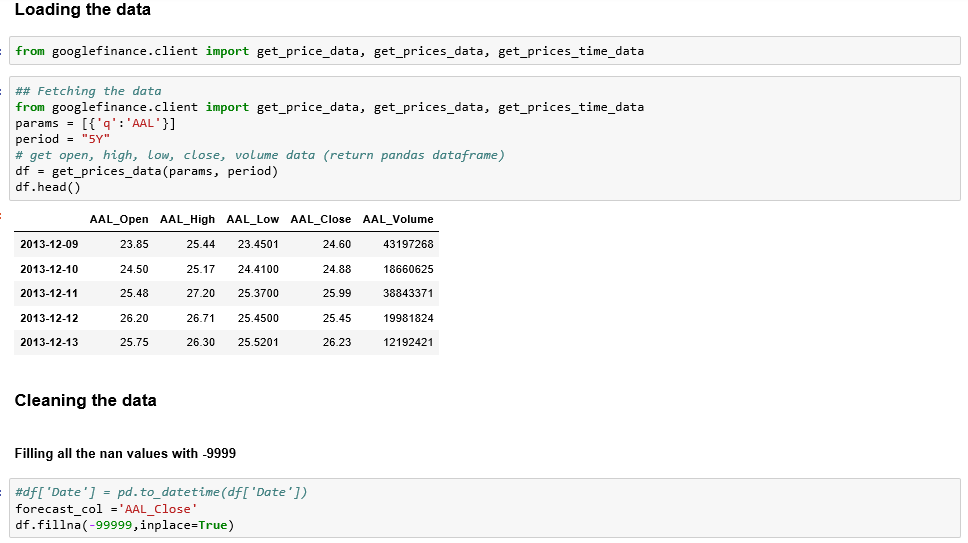 Loading the data
from googlefinance.client import get_price_data, get_prices_data, get_prices_time_data
## Fetching the data
from googlefinance.client import get_price_data, get_prices_data, get_prices_time_data
params = [{'q':'AAL'}]
period = "5Y"
# get open, high, low, close, volume data (return pandas dataframe)
df = get_prices_data(params, period)
df.head()
AAL_Open AAL_High AAL_Low AAL_Close AAL_Volume
2013-12-09 23.85 25.44 23.4501 24.60 43197268
2013-12-10 24.50 25.17 24.4100 24.88 18660625
2013-12-11 25.48 27.20 25.3700 25.99 38843371
2013-12-12 26.20 26.71 25.4500 25.45 19981824
2013-12-13 25.75 26.30 25.5201 26.23 12192421
Cleaning the data
Filling all the nan values with -9999
#df['Date'] = pd.to_datetime(df['Date'])
forecast_col ='AAL_Close'
df.fillna(-99999,inplace=True)